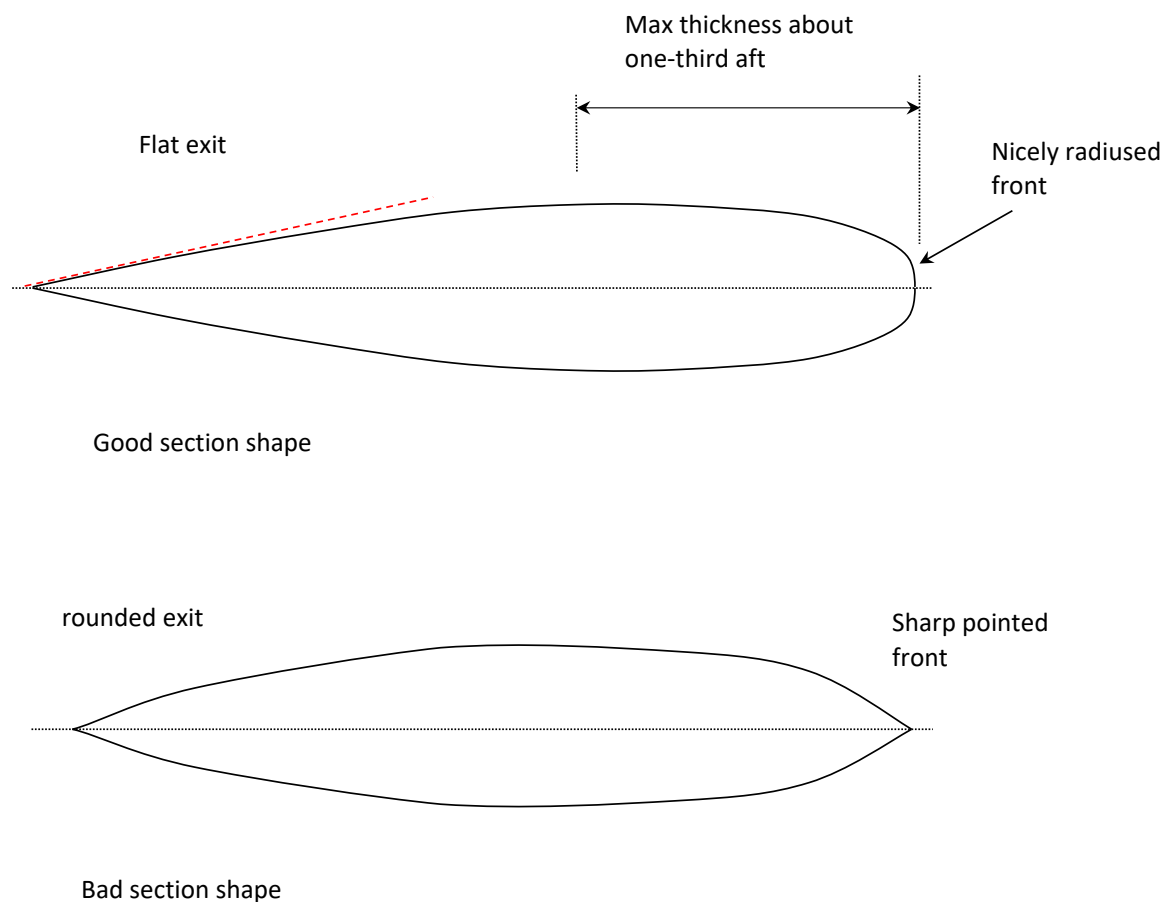 Max thickness about
one-third aft
Flat exit
Nicely radiused
front
Good section shape
rounded exit
Sharp pointed
front
Bad section shape